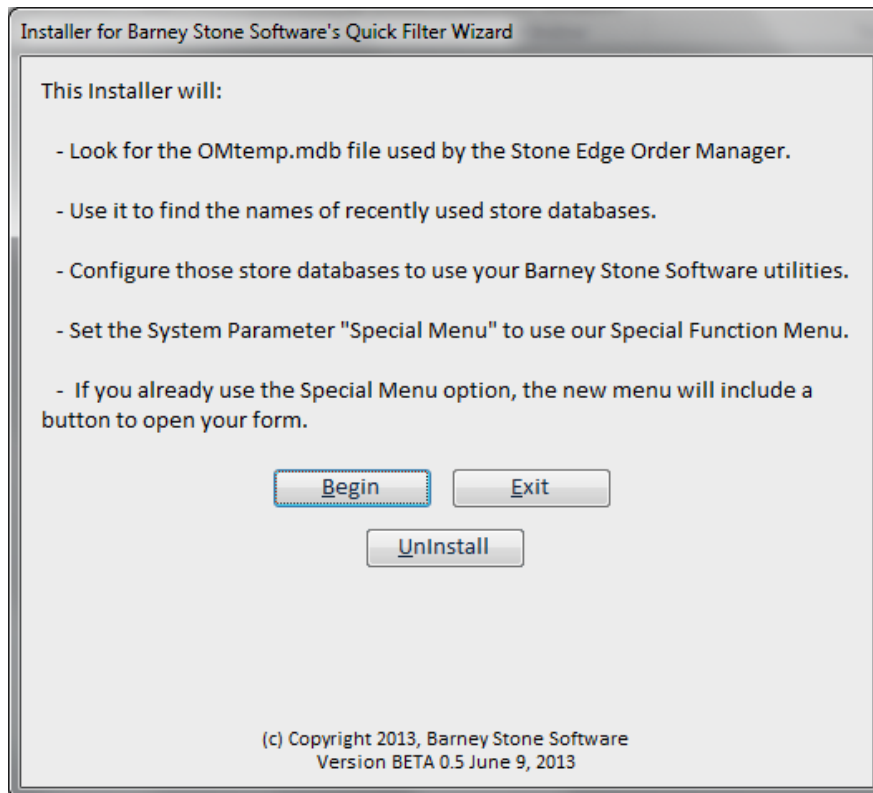 Installer for Barney Stone Software's Quick Filter Wizard
This Installer will:
- Look for the OMtemp.mdb file used by the Stone Edge Order Manager.
- Use it to find the names of recently used store databases.
- Configure those store databases to use your Barney Stone Software utilities.
- Set the System Parameter "Special Menu" to use our Special Function Menu.
- If you already use the Special Menu option, the new menu will include a
button to open your form.
Begin Exit
UnInstall
(c) Copyright 2013, Barney Stone Software
Version BETA 0.5 June 9, 2013